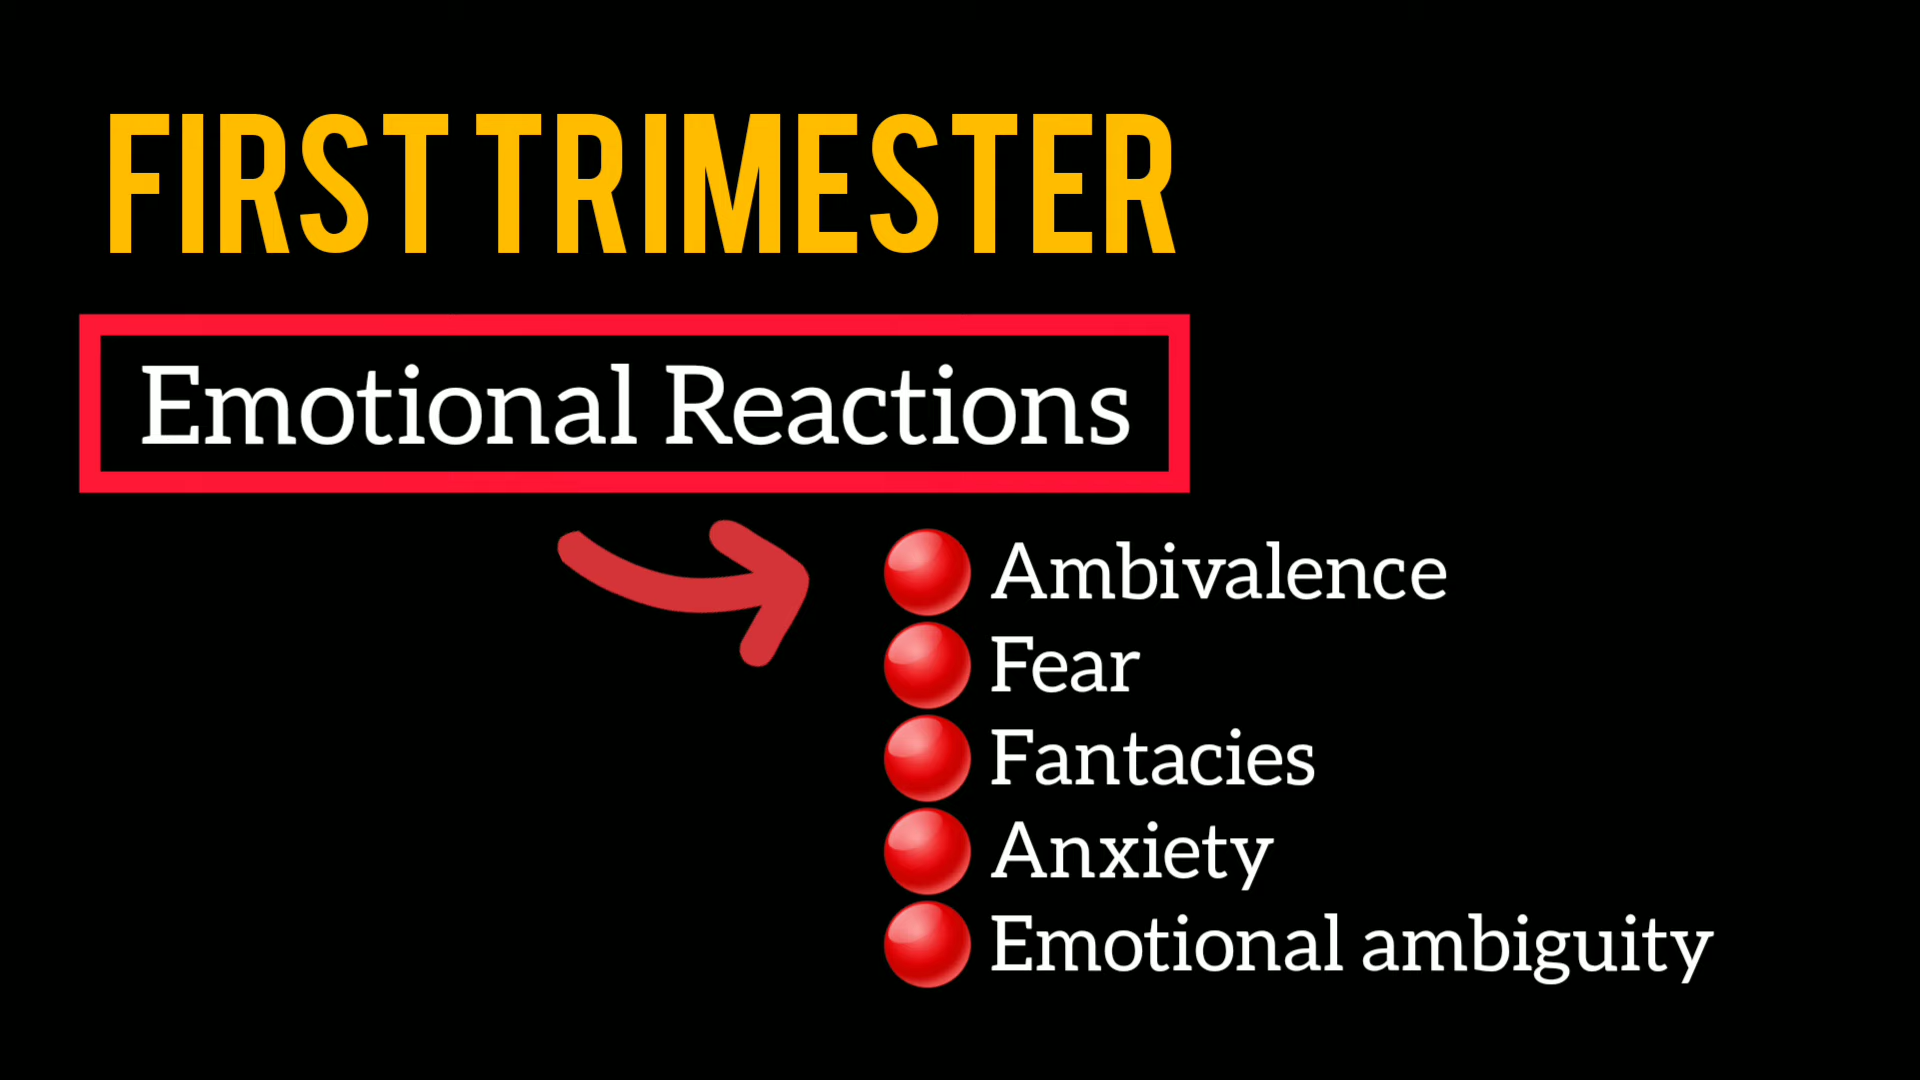 FIRST TRIMESTER
Emotional Reactions
Ambivalence
Fear
Fantacies
Anxiety
Emotional ambiguity